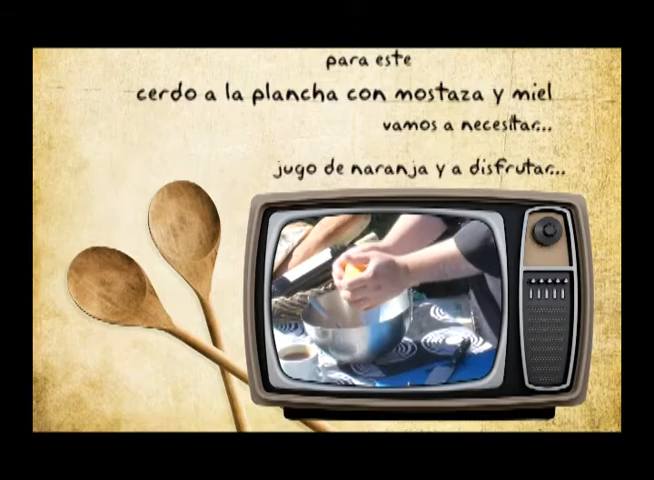 para este
cerdo a la plancha con mostaza y miel
vamos a necesitar...
jugo de naranja y a disfrutar...